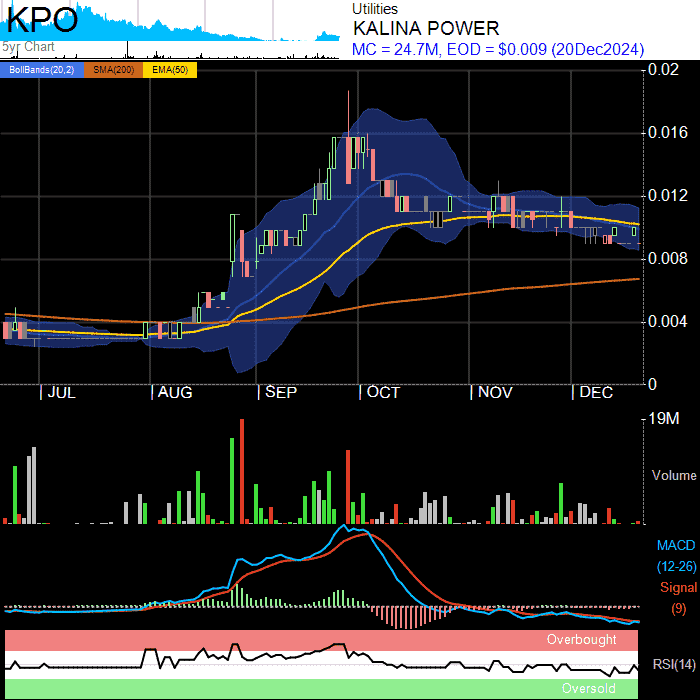 KPO
5yr Chart
Utilities
KALINA POWER
MC = 24.7M, EOD = $0.009 (20Dec2024)
BollBands(20,2) SMA(200) EMA(50)
0.02
0.016
0.012
0.008
0.004
0
JUL AUG SEP OCT NOV DEC
19M
Volume
MACD
(12-26)
Signal
(9)
Overbought
RSI(14)
Oversold